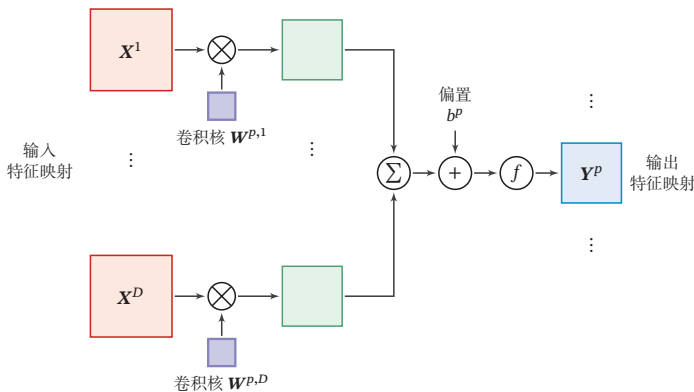 X^1
卷积核 W^{p,1}
⋮
输入
特征映射
⋮
⋮
X^D
卷积核 W^{p,D}
∑
偏置
b^p
+
f
⋮
Y^p
输出
特征映射
⋮